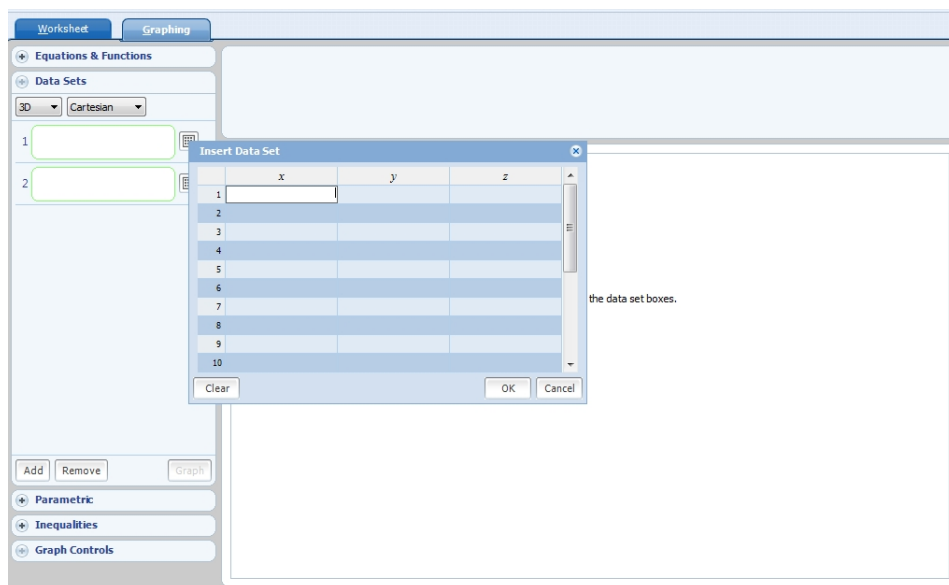 Worksheet
Graphing
Equations & Functions
Data Sets
3D Cartesian
1
2
Insert Data Set
x y z
1
2
3
4
5
6
7
8
9
10
Clear OK Cancel
the data set boxes.
Add Remove Graph
Parametric
Inequalities
Graph Controls